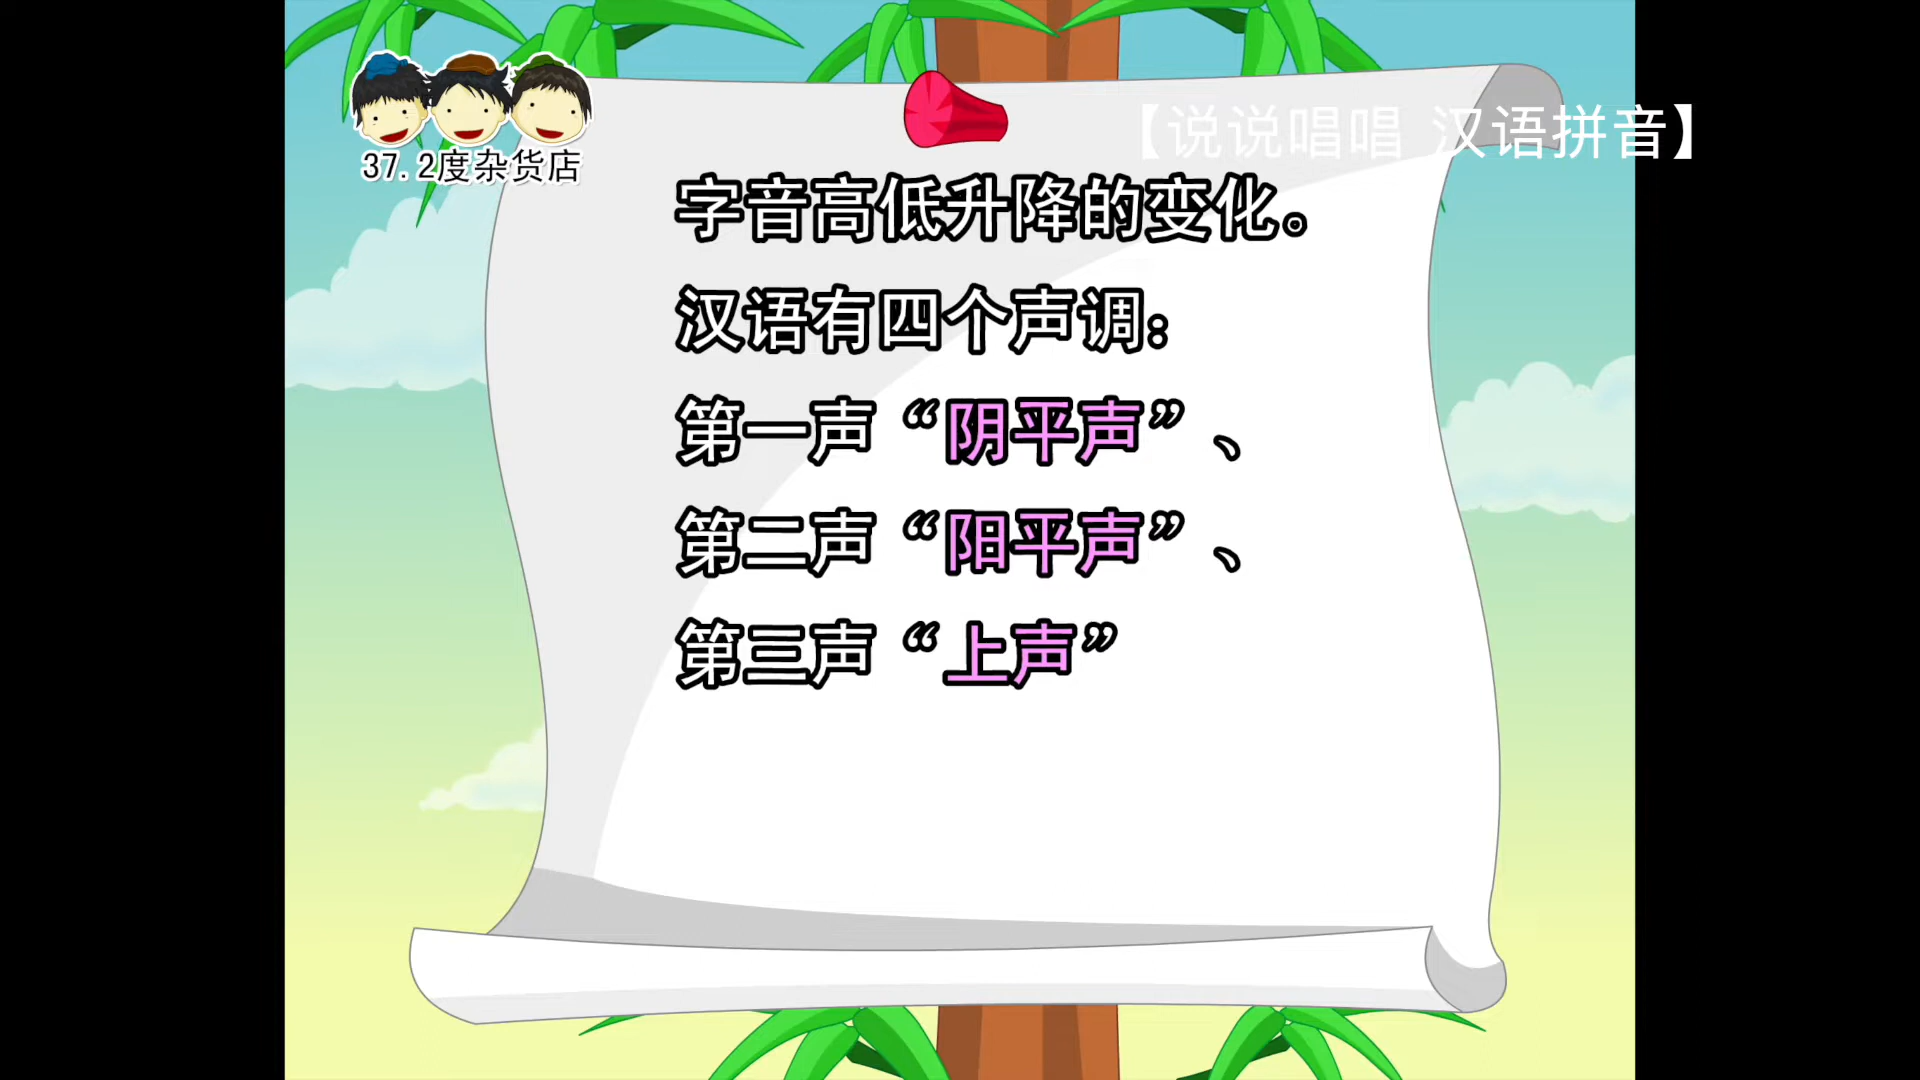 37.2度杂货店
【说说唱唱 汉语拼音】
字音高低升降的变化。
汉语有四个声调：
第一声“阴平声”、
第二声“阳平声”、
第三声“上声”